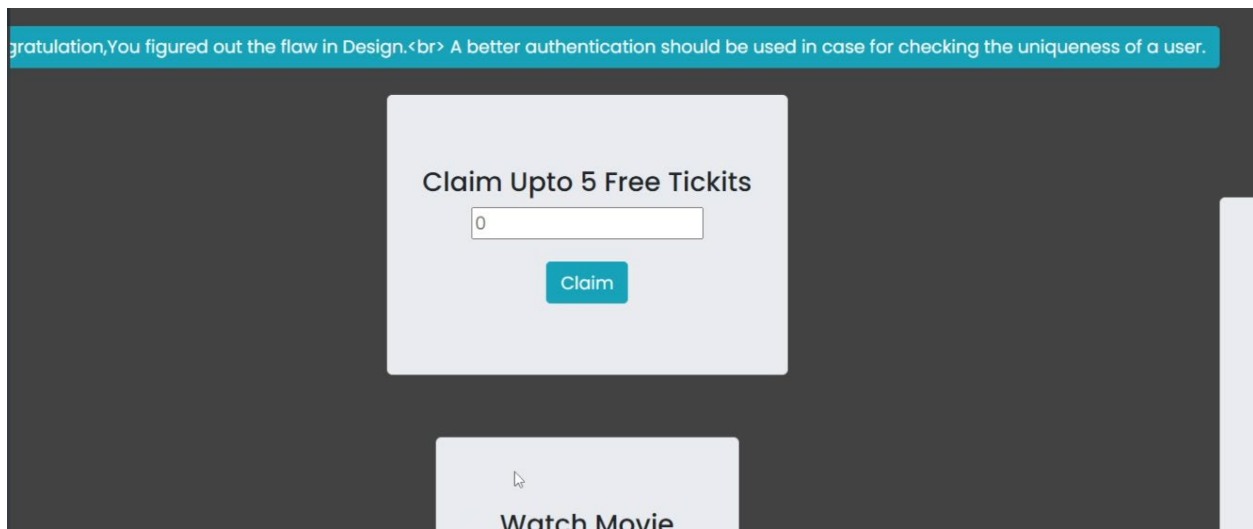 gratulation,You figured out the flaw in Design.<br> A better authentication should be used in case for checking the uniqueness of a user.
Claim Upto 5 Free Tickits
0
Claim
Watch Movie